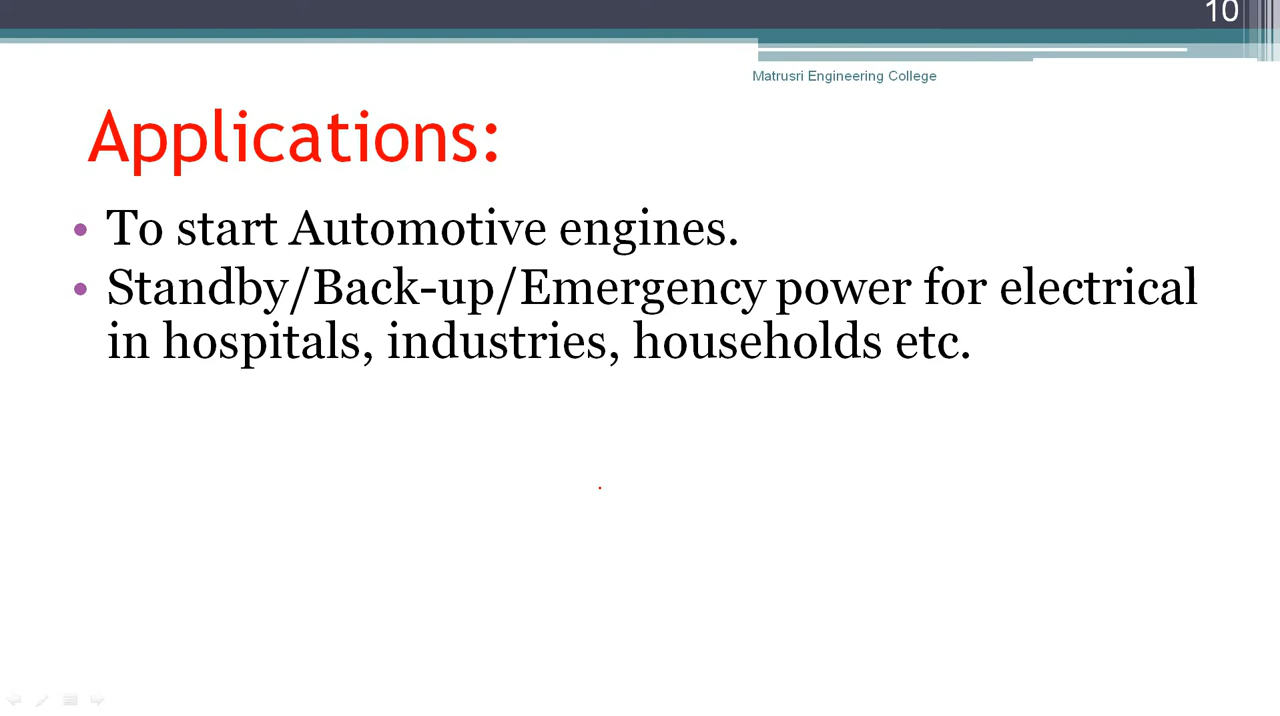 10
Matrusri Engineering College
Applications:
• To start Automotive engines.
• Standby/Back-up/Emergency power for electrical
in hospitals, industries, households etc.